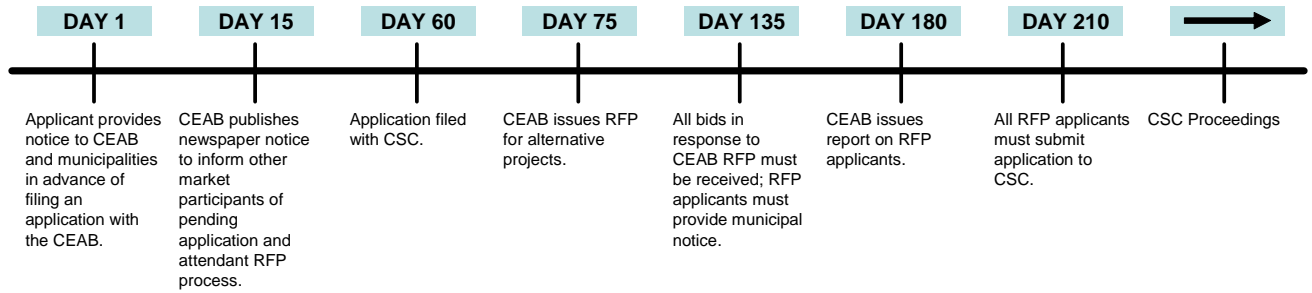 DAY 1
DAY 15
DAY 60
DAY 75
DAY 135
DAY 180
DAY 210
Applicant provides
notice to CEAB
and municipalities
in advance of
filing an
application with
the CEAB.
CEAB publishes
newspaper notice
to inform other
market
participants of
pending
application and
attendant RFP
process.
Application filed
with CSC.
CEAB issues RFP
for alternative
projects.
All bids in
response to
CEAB RFP must
be received; RFP
applicants must
provide municipal
notice.
CEAB issues
report on RFP
applicants.
All RFP applicants
must submit
application to
CSC.
CSC Proceedings